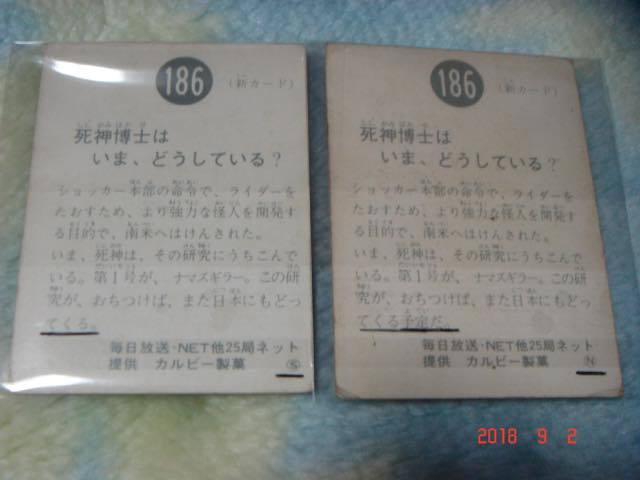 186
(新カード)
死神博士は
いま、どうしている?
ショッカー本部の命令で、ライダーを
たおすため、より強力な怪人を開発す
る目的で、南米へはけんされた。
いま、死神は、その研究にうちこんで
いる。第1号が、ナマズギラー。この研
究が、おちつけば、また日本にもどっ
てくる。
毎日放送・NET他25局ネット
提供 カルビー製菓
186
(新カード)
死神博士は
いま、どうしている?
ショッカー本部の命令で、ライダーを
たおすため、より強力な怪人を開発す
る目的で、南米へはけんされた。
いま、死神は、その研究にうちこんで
いる。第1号が、ナマズギラー。この研
究が、おちつけば、また日本にもどっ
てくる予定だ。
毎日放送・NET他25局ネット
提供 カルビー製菓 N
2018 9 2